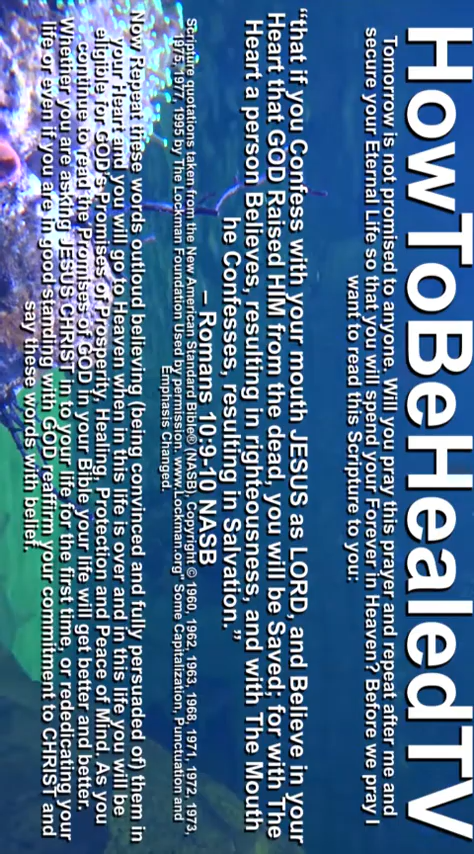 HowToBeHealedTV
Tomorrow is not promised to anyone. Will you pray this prayer and repeat after me and
secure your Eternal Life so that you will spend your Forever in Heaven? Before we pray I
want to read this Scripture to you:
“that if you Confess with your mouth JESUS as LORD, and Believe in your
Heart that GOD Raised HIM from the dead, you will be Saved; for with The
Heart a person Believes, resulting in righteousness, and with The Mouth
he Confesses, resulting in Salvation.”
– Romans 10:9-10 NASB
Scripture quotations taken from the New American Standard Bible® (NASB), Copyright © 1960, 1962, 1963, 1968, 1971, 1972, 1973,
1975, 1977, 1995 by The Lockman Foundation Used by permission. www.Lockman.org" Some Capitalization, Punctuation and
Emphasis Changed.
Now Repeat these words outloud believing (being convinced and fully persuaded of) them in
your Heart and you will go to Heaven when in this life is over and in this life you will be
eligible for GOD's Promises of Prosperity, Healing, Protection and Peace of Mind. As you
continue to read the Promises of GOD in your Bible your life will get better and better.
Whether you are asking JESUS CHRIST in to your life for the first time, or rededicating your
life or even if you are in good standing with GOD reaffirm your commitment to CHRIST and
say these words with belief.